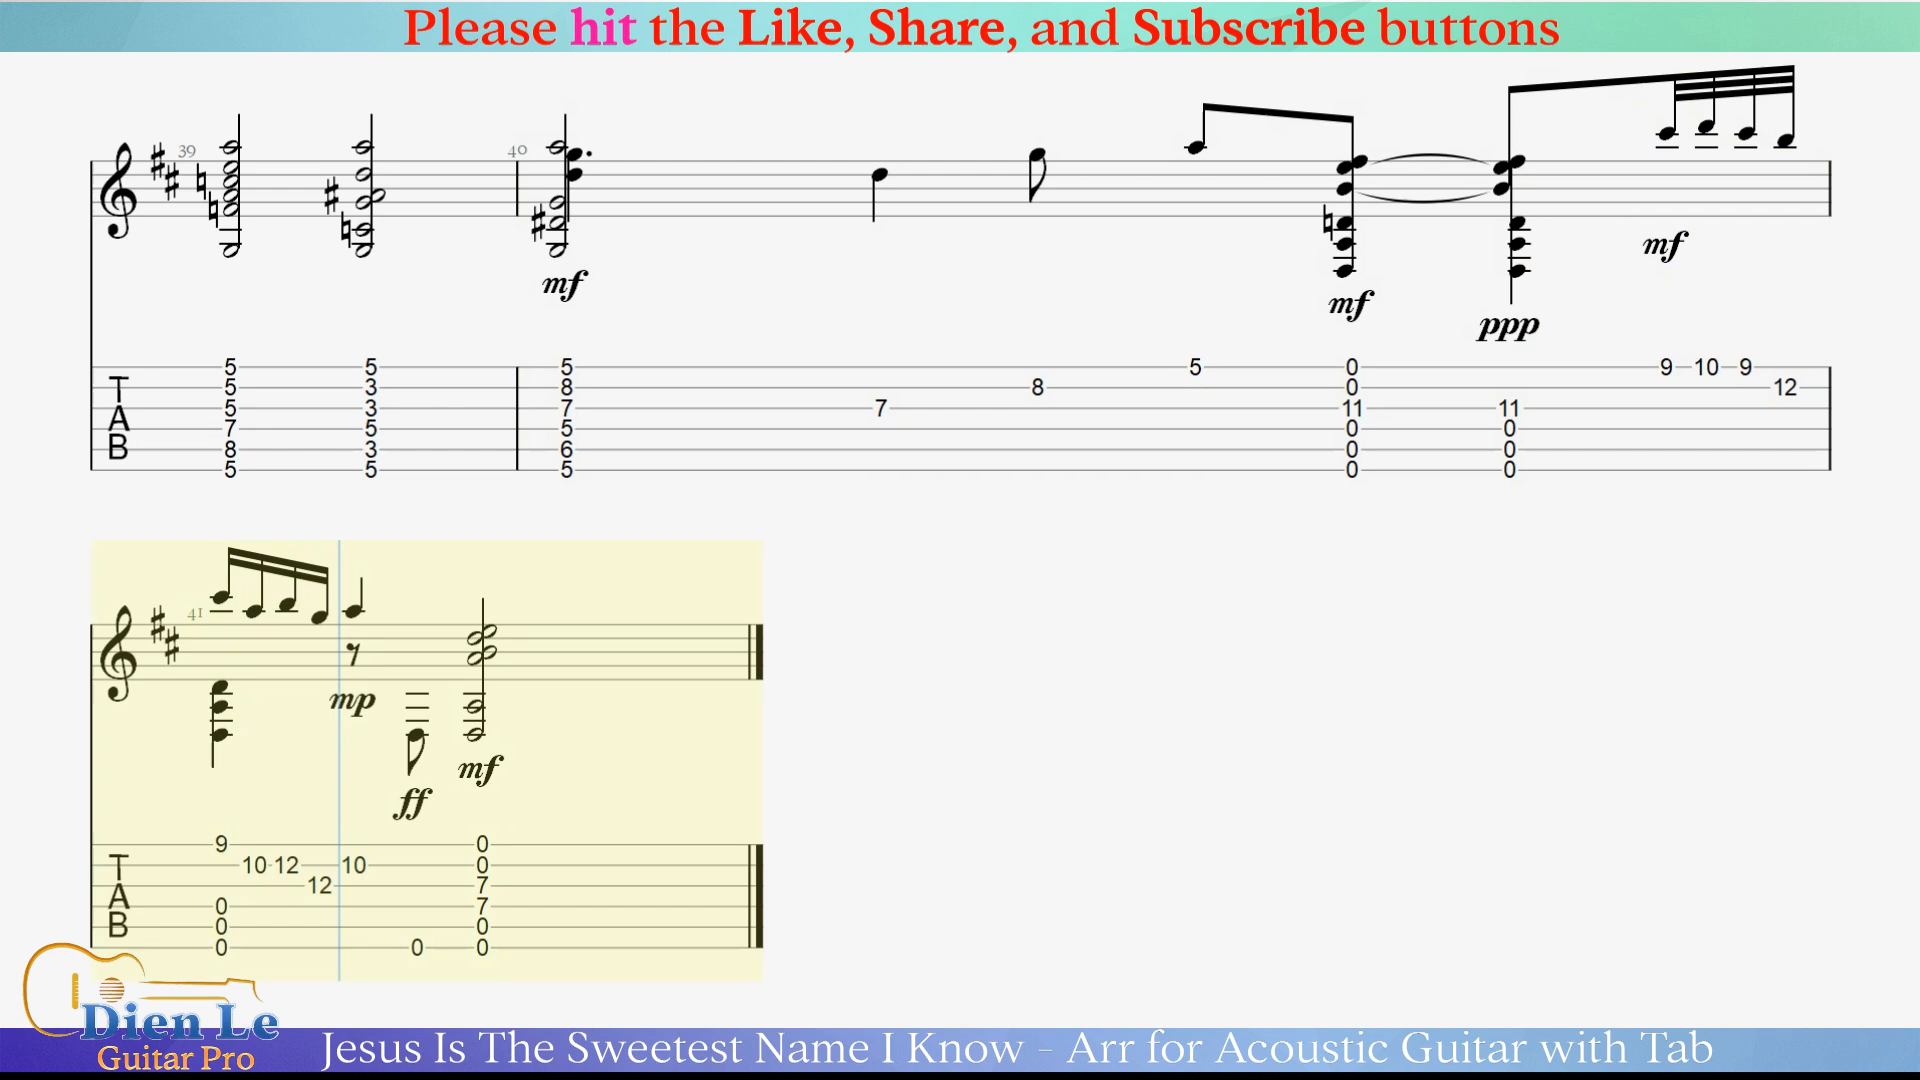 Please hit the Like, Share, and Subscribe buttons
39 40
mf mf ppp mf
5 5 5 5 0 9 10 9
T 5 3 8 8 0 12
A 5 3 7 7 11 11
7 5 5 0 0
B 8 3 6 0 0
5 5 5 0 0
41
mp
mf
ff
9 0
T 10 12 10 0
A 12 7
0 7
B 0 0
0 0 0
Dien Le
Guitar Pro
Jesus Is The Sweetest Name I Know - Arr for Acoustic Guitar with Tab